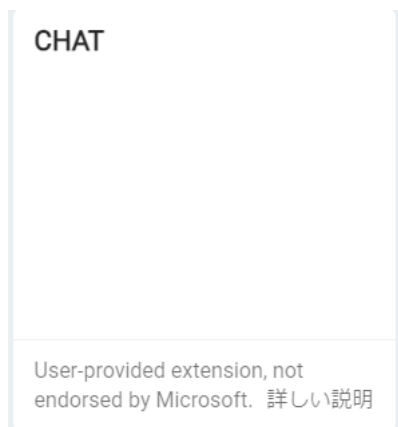 CHAT
User-provided extension, not
endorsed by Microsoft. 詳しい説明